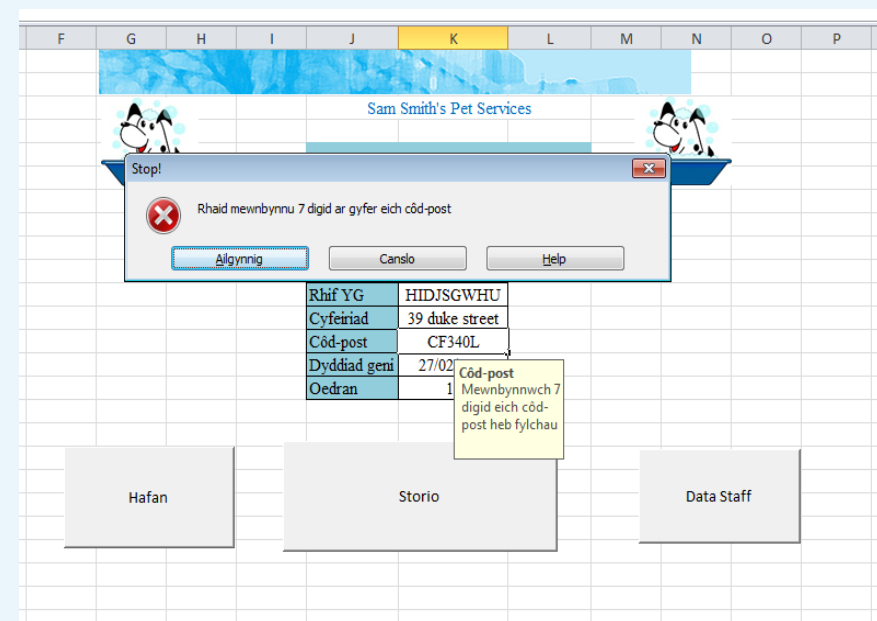 F G H I J K L M N O P
Sam Smith's Pet Services
Stop!
Rhaid mewnbynnu 7 digid ar gyfer eich côd-post
Ailgynnig Canslo Help
Rhif YG HIDJSGWHU
Cyfeiriad 39 duke street
Côd-post CF340L
Dyddiad geni 27/02
Oedran 1
Côd-post
Mewnbynnwch 7
digid eich côd-
post heb fylchau
Hafan Storio Data Staff